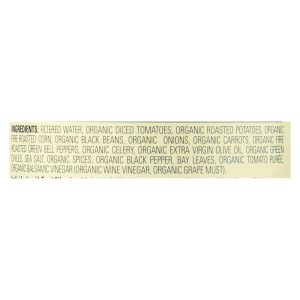 INGREDIENTS: FILTERED WATER, ORGANIC DICED TOMATOES, ORGANIC ROASTED POTATOES, ORGANIC
FIRE ROASTED CORN, ORGANIC BLACK BEANS, ORGANIC ONIONS, ORGANIC CARROTS, ORGANIC FIRE
ROASTED GREEN BELL PEPPERS, ORGANIC CELERY, ORGANIC EXTRA VIRGIN OLIVE OIL, ORGANIC GREEN
CHILES, SEA SALT, ORGANIC SPICES, ORGANIC BLACK PEPPER, BAY LEAVES, ORGANIC TOMATO PURÉE,
ORGANIC BALSAMIC VINEGAR (ORGANIC WINE VINEGAR, ORGANIC GRAPE MUST).